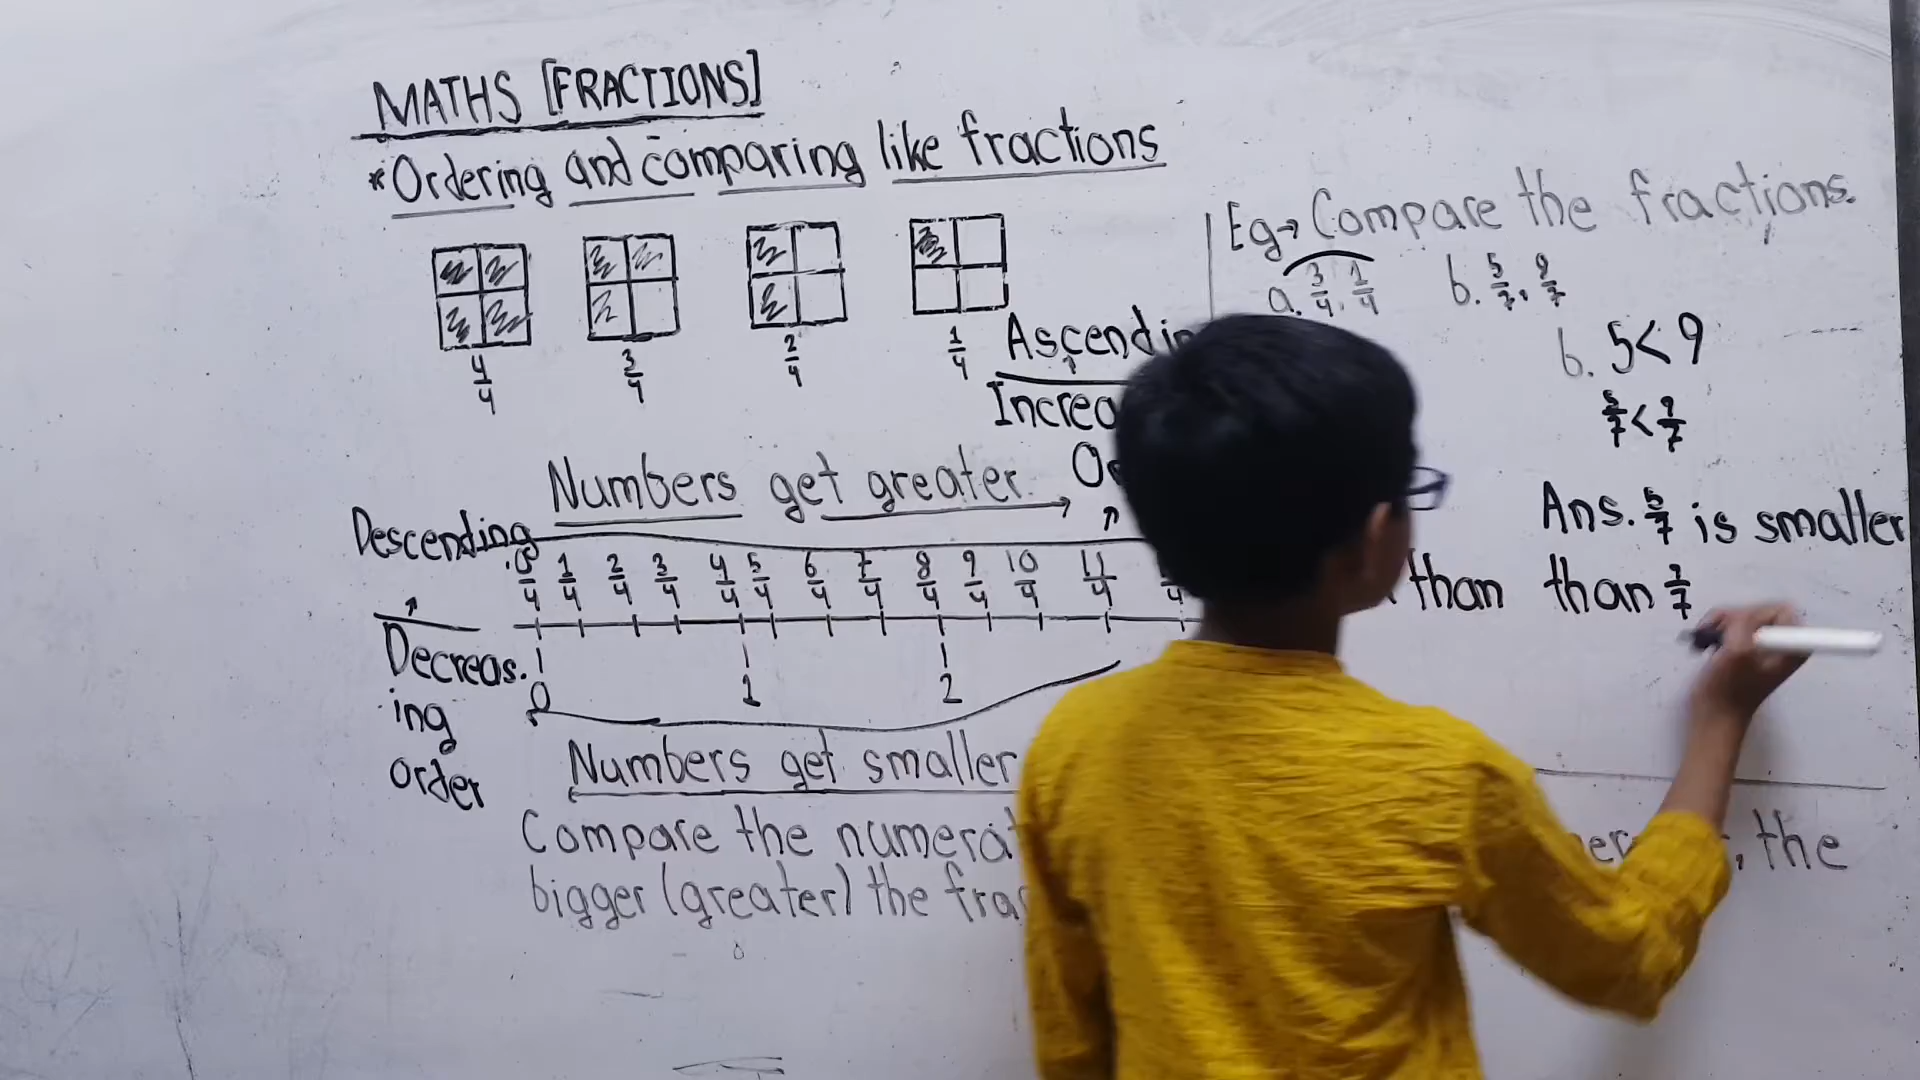 MATHS [FRACTIONS]
*Ordering and comparing like fractions
4/4 3/4 2/4 1/4
Numbers get greater
Descending
0/4 1/4 2/4 3/4 4/4 5/4 6/4 7/4 8/4 9/4 10/4 11/4
0 1 2
Decreas.
ing
order
Numbers get smaller
Compare the
bigger (greater) the
Eg→ Compare the fractions.
a. 3/4, 1/4 b. 5/7, 9/7
b. 5<9
5/7 < 9/7
Ans. 5/7 is smaller
than
than 9/7
, the